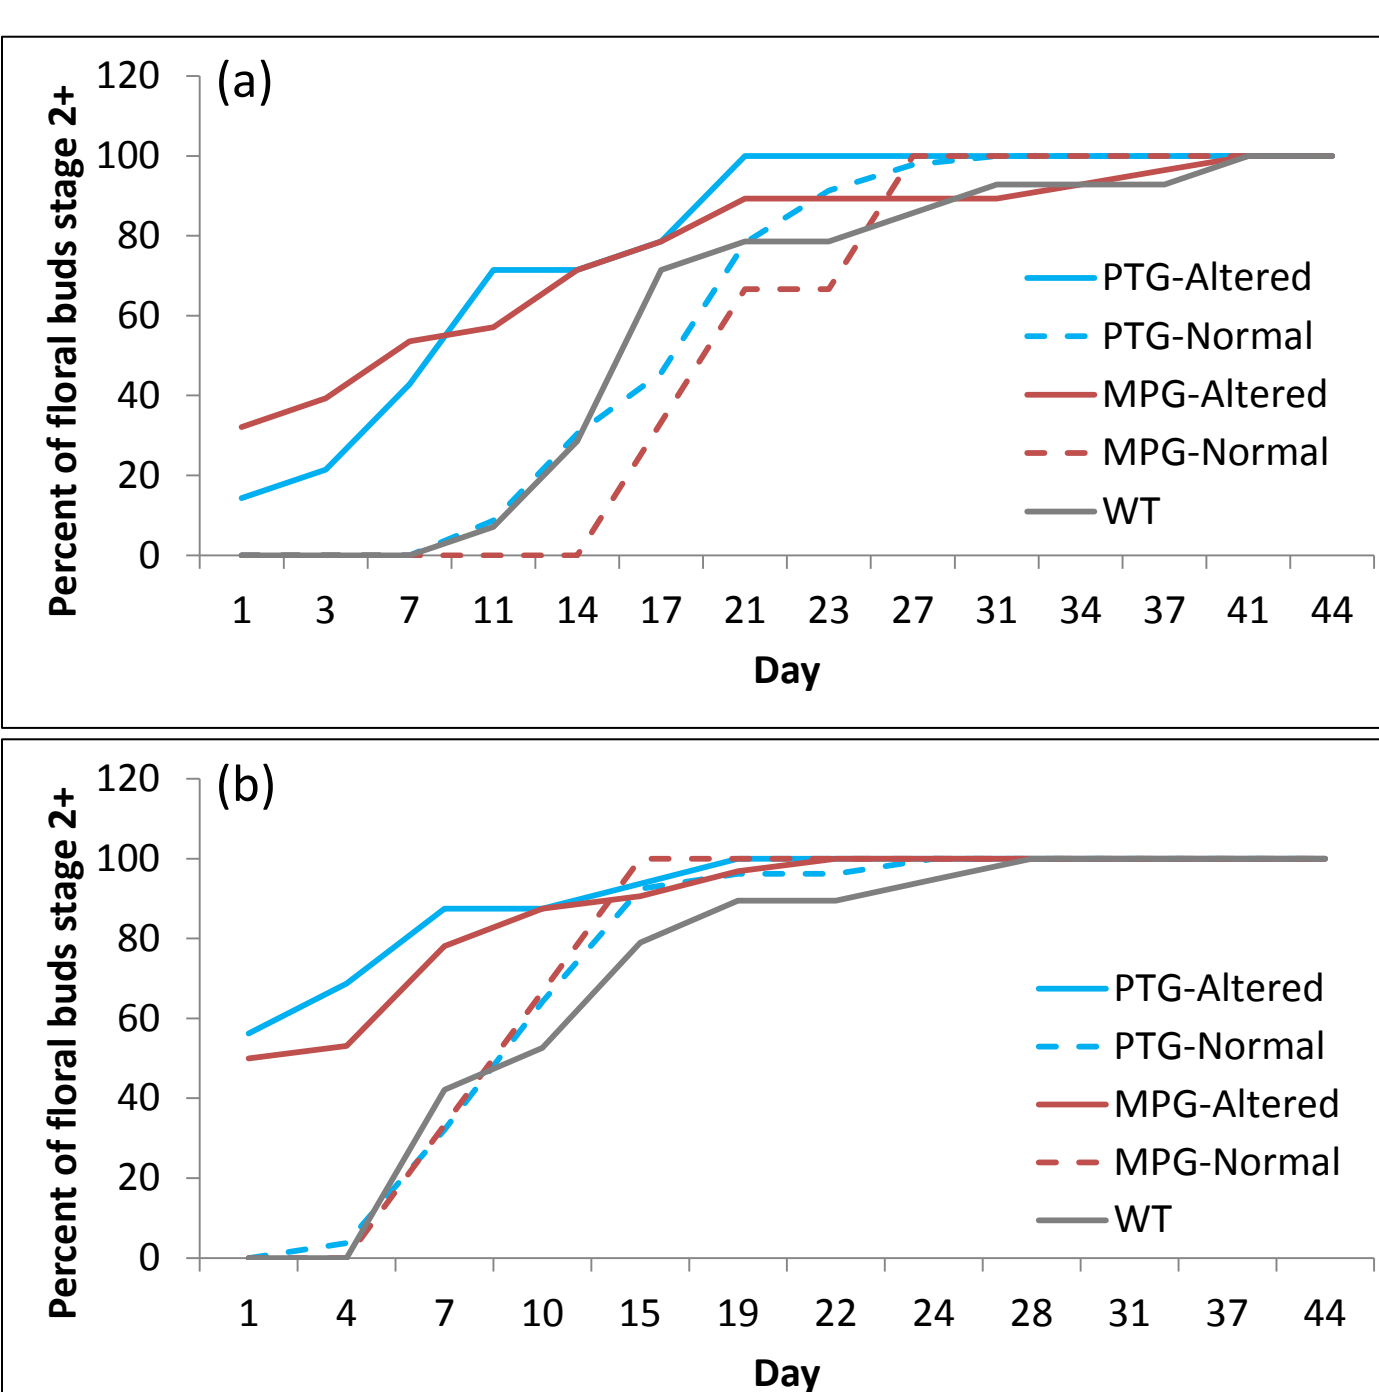 (a)
Percent of floral buds stage 2+
120
100
80
60
40
20
0
1 3 7 11 14 17 21 23 27 31 34 37 41 44
Day
PTG-Altered
PTG-Normal
MPG-Altered
MPG-Normal
WT
(b)
Percent of floral buds stage 2+
120
100
80
60
40
20
0
1 4 7 10 15 19 22 24 28 31 37 44
Day
PTG-Altered
PTG-Normal
MPG-Altered
MPG-Normal
WT